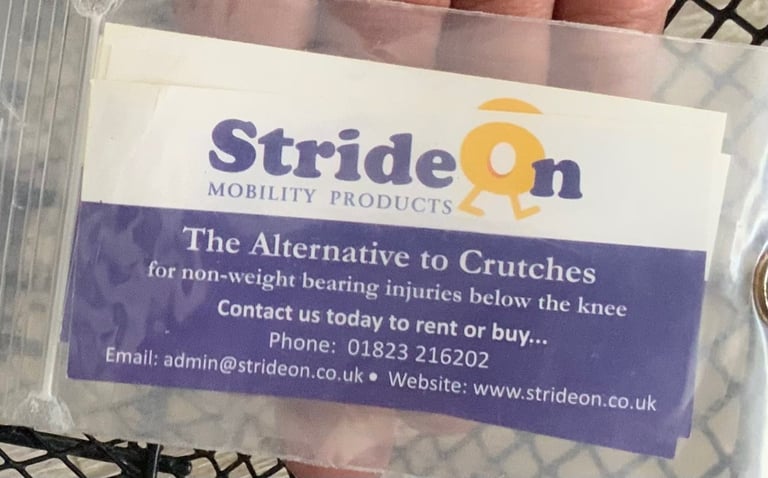 StrideOn
MOBILITY PRODUCTS
The Alternative to Crutches
for non-weight bearing injuries below the knee
Contact us today to rent or buy...
Phone: 01823 216202
Email: admin@strideon.co.uk • Website: www.strideon.co.uk